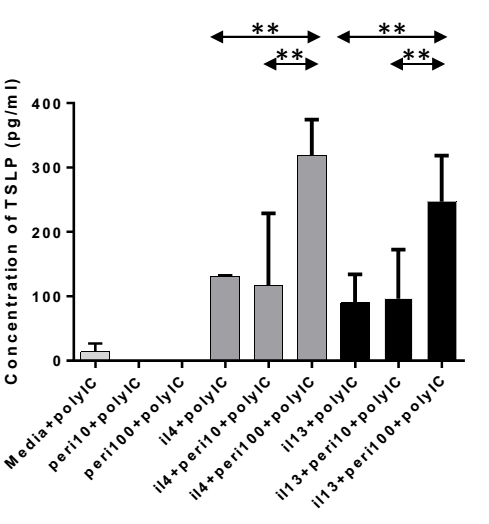 ** **
** **
Concentration of TSLP (pg/ml)
400
300
200
100
0
Media+polyIC
peri10+polyIC
peri100+polyIC
il4+polyIC
il4+peri10+polyIC
il4+peri100+polyIC
il13+polyIC
il13+peri10+polyIC
il13+peri100+polyIC